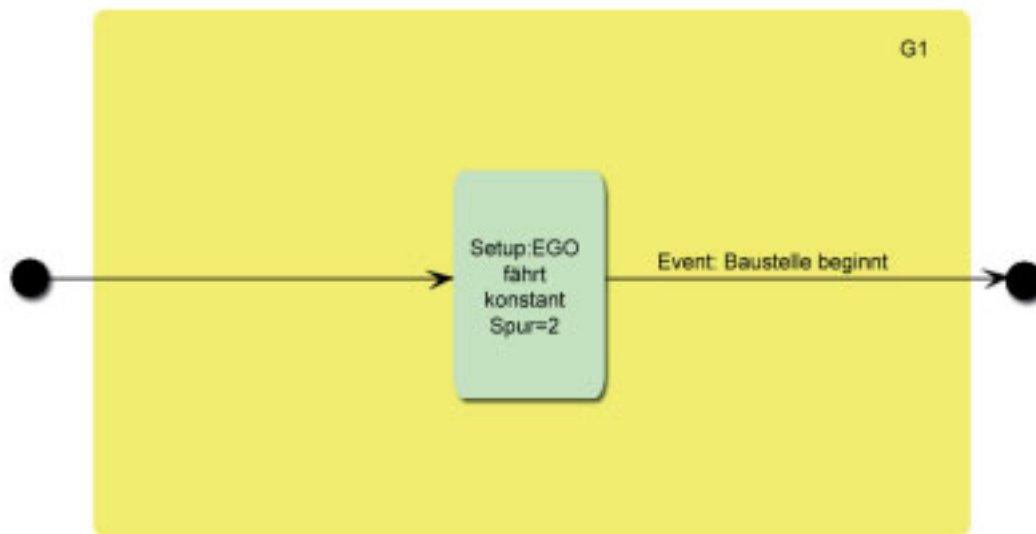 G1
Setup:EGO
fährt
konstant
Spur=2
Event: Baustelle beginnt